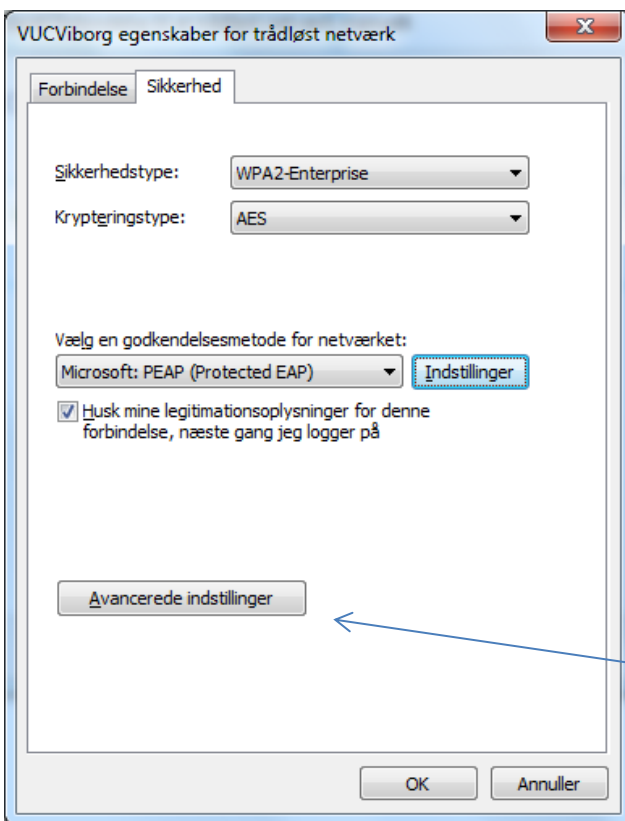 VUCViborg egenskaber for trådløst netværk
Forbindelse Sikkerhed
Sikkerhedstype: WPA2-Enterprise
Krypteringstype: AES
Vælg en godkendelsesmetode for netværket:
Microsoft: PEAP (Protected EAP) Indstillinger
Husk mine legitimationsoplysninger for denne
forbindelse, næste gang jeg logger på
Avancerede indstillinger
OK Annuller